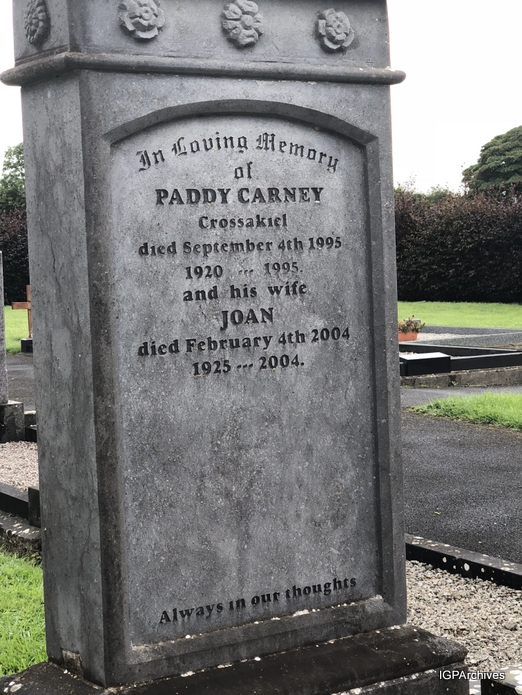 In Loving Memory
of
PADDY CARNEY
Crossakiel
died September 4th 1995
1920 --- 1995.
and his wife
JOAN
died February 4th 2004
1925 --- 2004.
Always in our thoughts
IGPArchives